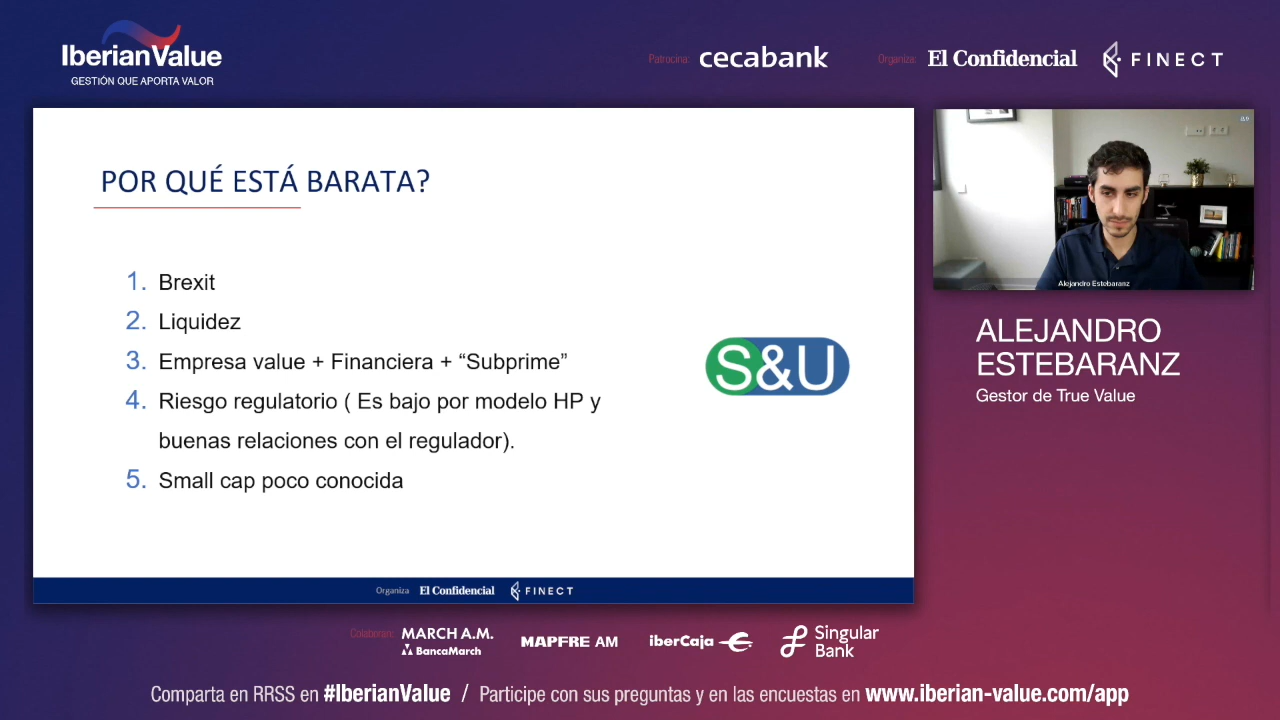 IberianValue
GESTIÓN QUE APORTA VALOR
Patrocina: cecabank
Organiza: El Confidencial FINECT
POR QUÉ ESTÁ BARATA?
1. Brexit
2. Liquidez
3. Empresa value + Financiera + “Subprime”
4. Riesgo regulatorio ( Es bajo por modelo HP y
buenas relaciones con el regulador).
5. Small cap poco conocida
S&U
Organiza El Confidencial FINECT
Alejandro Estebaranz
ALEJANDRO
ESTEBARANZ
Gestor de True Value
Colaboran: MARCH A.M.
BancaMarch
MAPFRE AM
iberCaja
Singular
Bank
Comparta en RRSS en #IberianValue / Participe con sus preguntas y en las encuestas en www.iberian-value.com/app